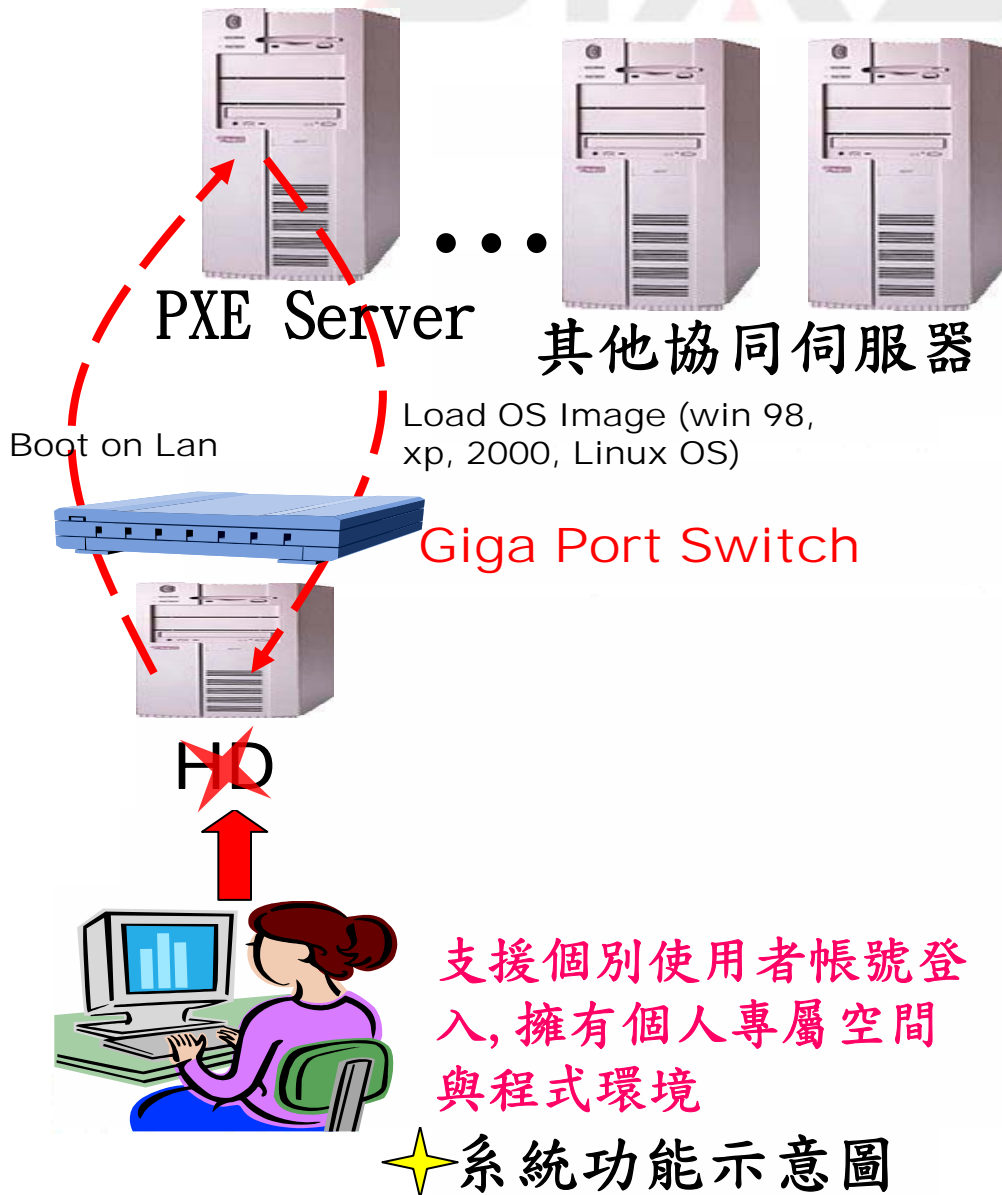 PXE Server
其他協同伺服器
Boot on Lan
Load OS Image (win 98,
xp, 2000, Linux OS)
Giga Port Switch
HD
支援個別使用者帳號登
入,擁有個人專屬空間
與程式環境
系統功能示意圖